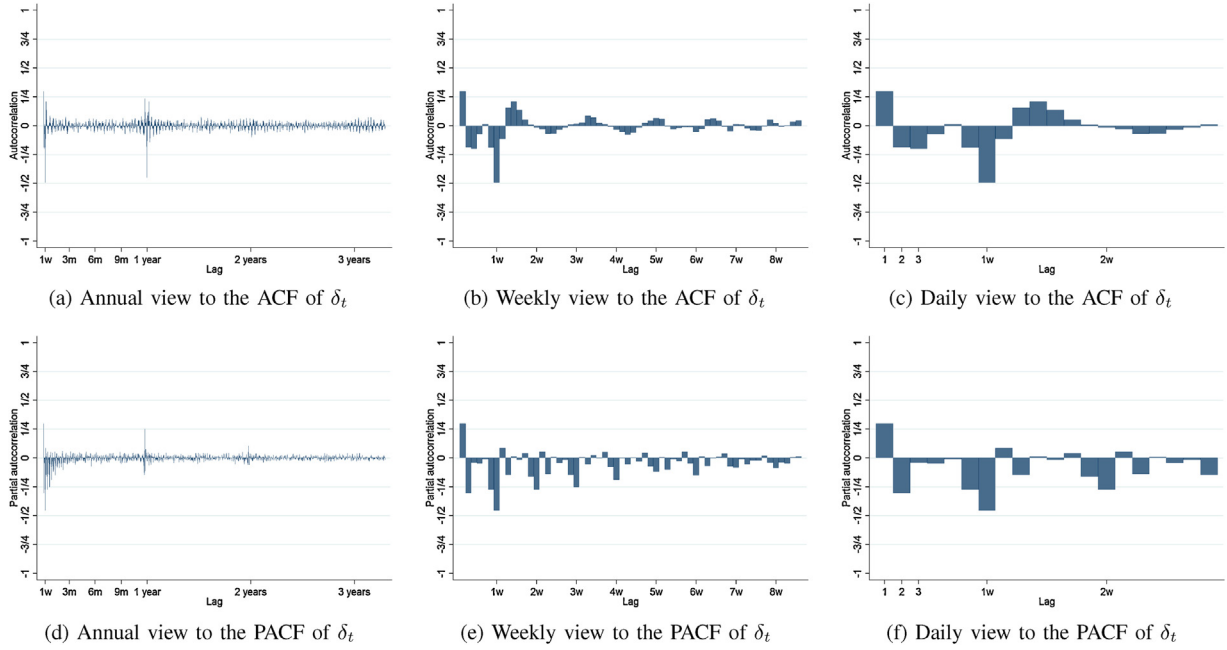 Autocorrelation
1
3/4
1/2
1/4
0
-1/4
-1/2
-3/4
-1
1w 3m 6m 9m 1 year 2 years 3 years
Lag
(a) Annual view to the ACF of δt
Autocorrelation
1
3/4
1/2
1/4
0
-1/4
-1/2
-3/4
-1
1w 2w 3w 4w 5w 6w 7w 8w
Lag
(b) Weekly view to the ACF of δt
Autocorrelation
1
3/4
1/2
1/4
0
-1/4
-1/2
-3/4
-1
1 2 3 1w 2w
Lag
(c) Daily view to the ACF of δt
Partial autocorrelation
1
3/4
1/2
1/4
0
-1/4
-1/2
-3/4
-1
1w 3m 6m 9m 1 year 2 years 3 years
Lag
(d) Annual view to the PACF of δt
Partial autocorrelation
1
3/4
1/2
1/4
0
-1/4
-1/2
-3/4
-1
1w 2w 3w 4w 5w 6w 7w 8w
Lag
(e) Weekly view to the PACF of δt
Partial autocorrelation
1
3/4
1/2
1/4
0
-1/4
-1/2
-3/4
-1
1 2 3 1w 2w
Lag
(f) Daily view to the PACF of δt